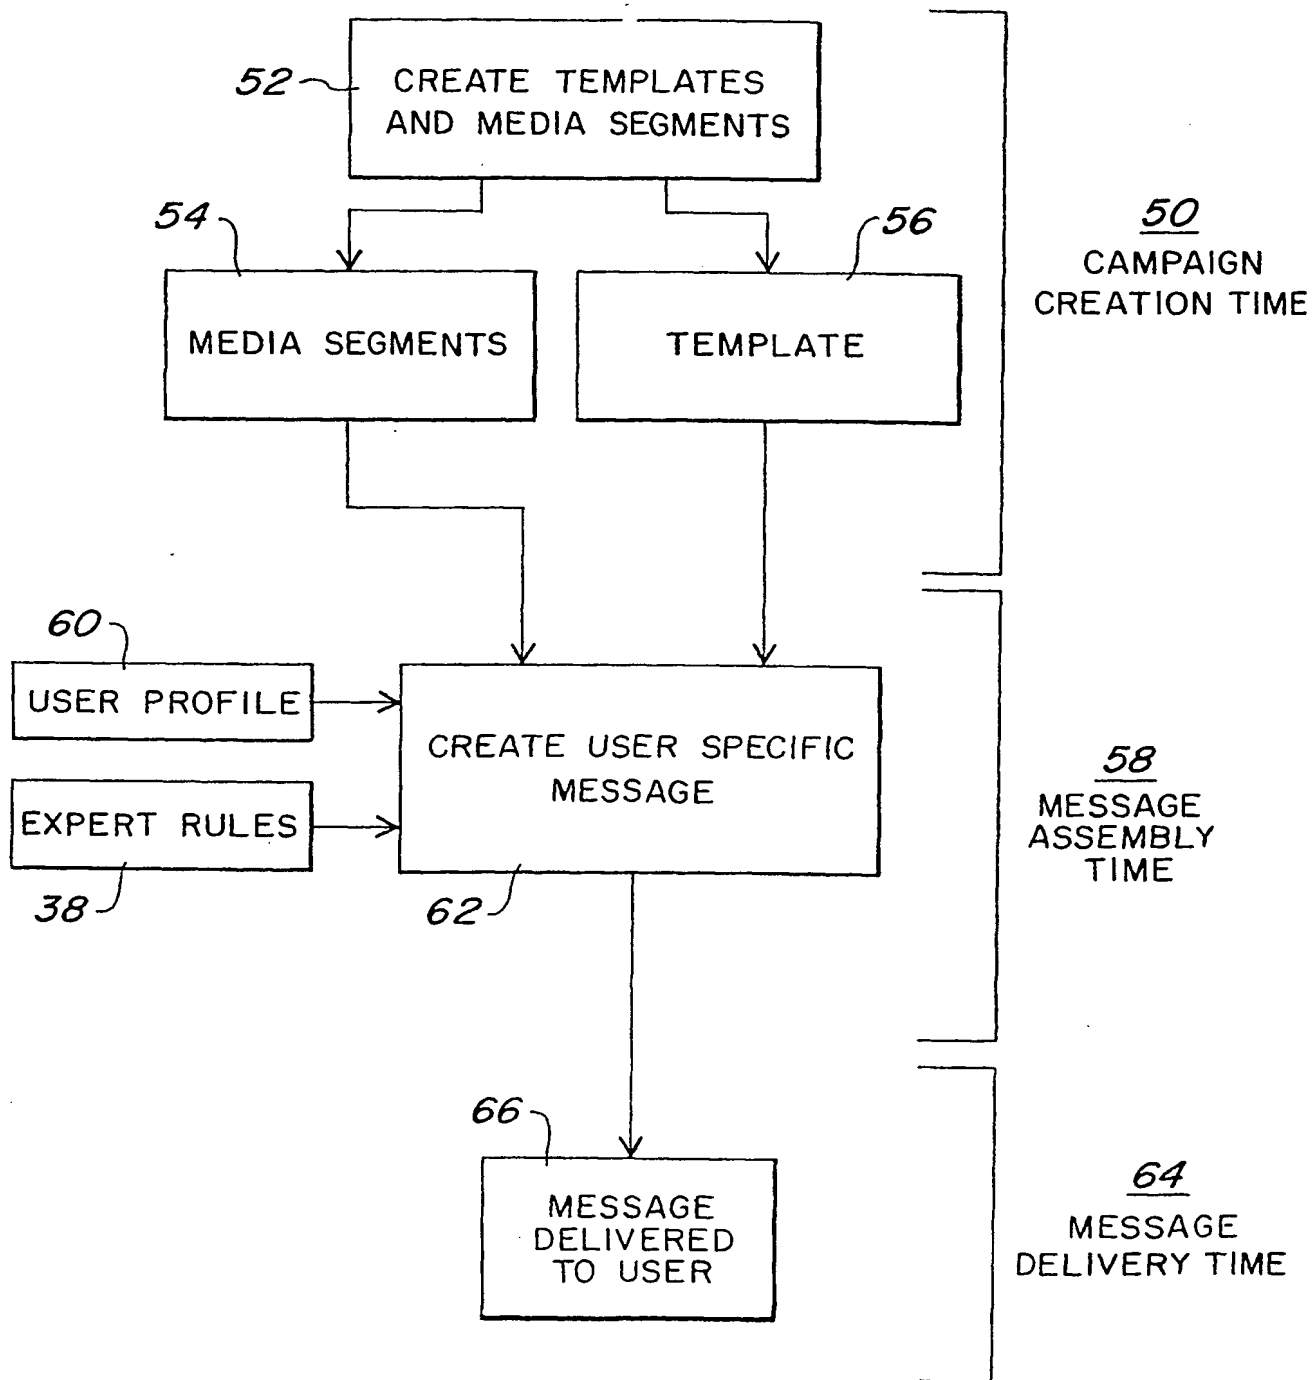 52
CREATE TEMPLATES
AND MEDIA SEGMENTS
54
56
50
CAMPAIGN
CREATION TIME
MEDIA SEGMENTS
TEMPLATE
60
USER PROFILE
CREATE USER SPECIFIC
MESSAGE
EXPERT RULES
38
62
58
MESSAGE
ASSEMBLY
TIME
66
MESSAGE
DELIVERED
TO USER
64
MESSAGE
DELIVERY TIME